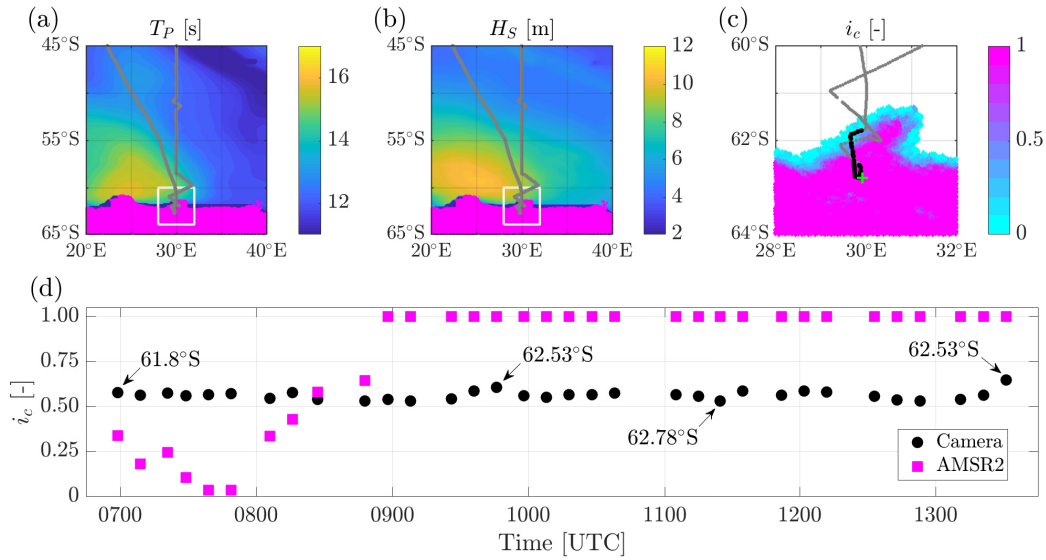 (a)
T_P [s]
45°S
55°S
65°S
20°E
30°E
40°E
16
14
12
(b)
H_S [m]
45°S
55°S
65°S
20°E
30°E
40°E
12
10
8
6
4
2
(c)
i_c [-]
60°S
62°S
64°S
28°E
30°E
32°E
1
0.5
0
(d)
i_c [-]
1.00
0.75
0.50
0.25
0
61.8°S
62.53°S
62.78°S
62.53°S
Camera
AMSR2
0700
0800
0900
1000
1100
1200
1300
Time [UTC]